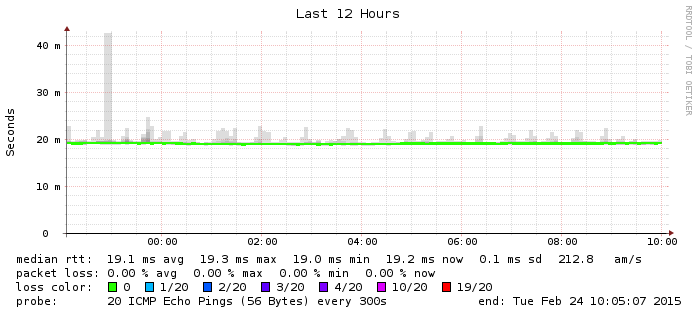 Last 12 Hours
RRDTOOL / TOBI OETIKER
Seconds
40 m
30 m
20 m
10 m
0
00:00 02:00 04:00 06:00 08:00 10:00
median rtt: 19.1 ms avg 19.3 ms max 19.0 ms min 19.2 ms now 0.1 ms sd 212.8 am/s
packet loss: 0.00 % avg 0.00 % max 0.00 % min 0.00 % now
loss color: 0 1/20 2/20 3/20 4/20 10/20 19/20
probe: 20 ICMP Echo Pings (56 Bytes) every 300s end: Tue Feb 24 10:05:07 2015